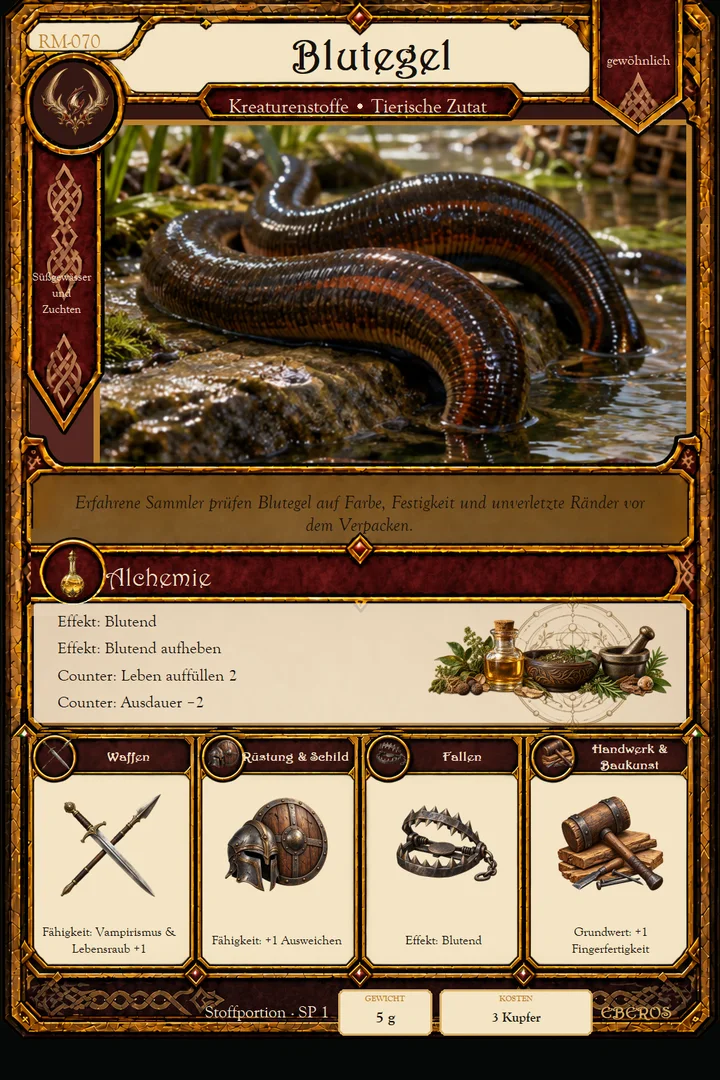 RM-070
Blutegel
gewöhnlich
Kreaturenstoffe • Tierische Zutat
Süßgewässer
und
Zuchten
Erfahrene Sammler prüfen Blutegel auf Farbe, Festigkeit und unverletzte Ränder vor
dem Verpacken.
Alchemie
Effekt: Blutend
Effekt: Blutend aufheben
Counter: Leben auffüllen 2
Counter: Ausdauer −2
Waffen
Rüstung & Schild
Fallen
Handwerk &
Baukunst
Fähigkeit: Vampirismus &
Lebensraub +1
Fähigkeit: +1 Ausweichen
Effekt: Blutend
Grundwert: +1
Fingerfertigkeit
Stoffportion · SP 1
GEWICHT
5 g
KOSTEN
3 Kupfer
EBEROS